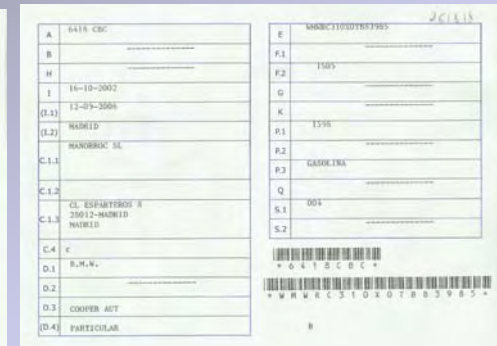 261818
A 6418 CBC
B ----------------
H ----------------
I 16-10-2002
(I.1) 12-09-2006
(I.2) MADRID
C.1.1 MANORROC SL
C.1.2
C.1.3 CL ESPARTEROS 8
28012-MADRID
MADRID
C.4 c
D.1 B.M.W.
D.2 ----------------
D.3 COOPER AUT
(D.4) PARTICULAR
E WMWRC310X0TB83985
F.1 ----------------
F.2 1505
G ----------------
K ----------------
P.1 1598
P.2 ----------------
P.3 GASOLINA
Q ----------------
S.1 004
S.2 ----------------
*6418CBC*
*WMWRC310X0TB83985*
B